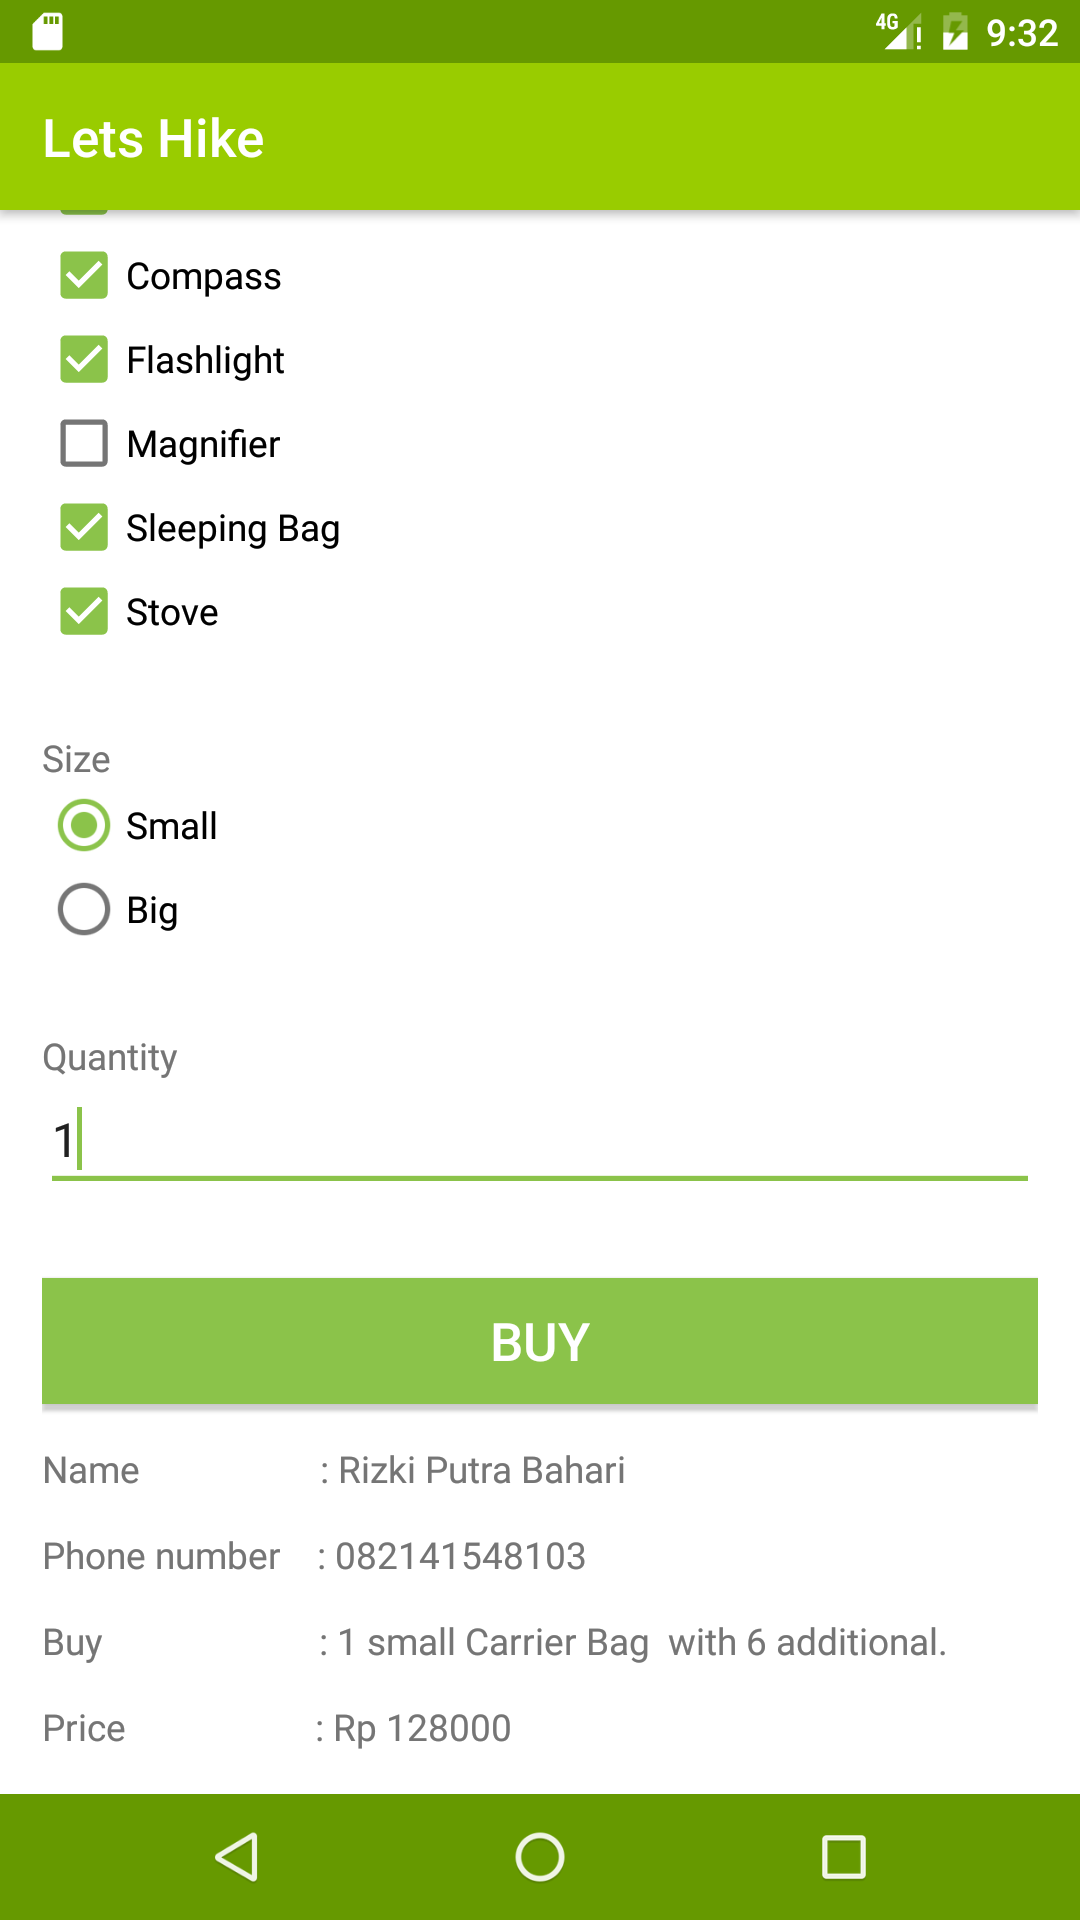 4G 9:32
Lets Hike
Compass
Flashlight
Magnifier
Sleeping Bag
Stove
Size
Small
Big
Quantity
1
BUY
Name : Rizki Putra Bahari
Phone number : 082141548103
Buy : 1 small Carrier Bag  with 6 additional.
Price : Rp 128000